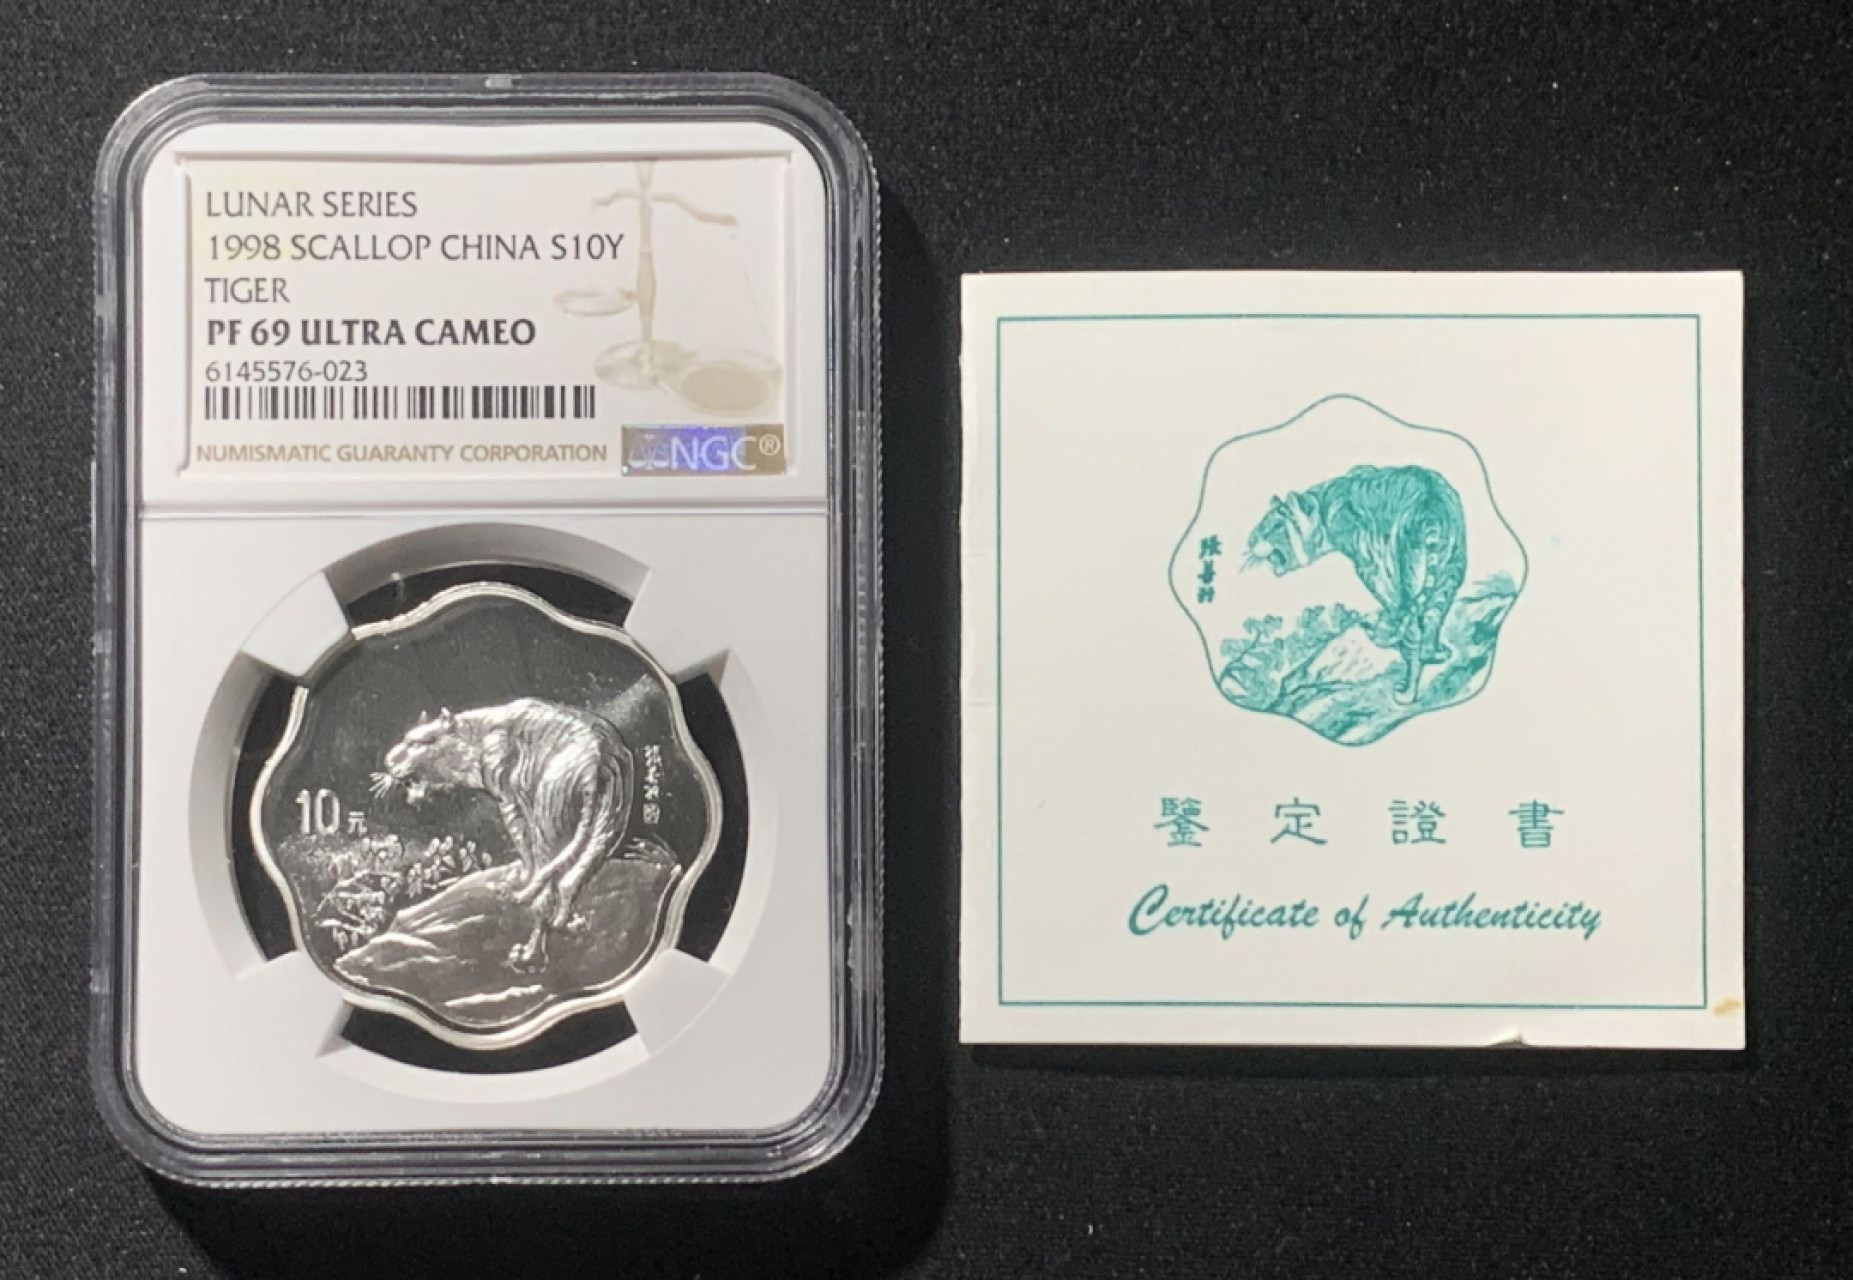 LUNAR SERIES
1998 SCALLOP CHINA S10Y
TIGER
PF 69 ULTRA CAMEO
6145576-023
NUMISMATIC GUARANTY CORPORATION
NGC®
10元
鑒定證書
Certificate of Authenticity